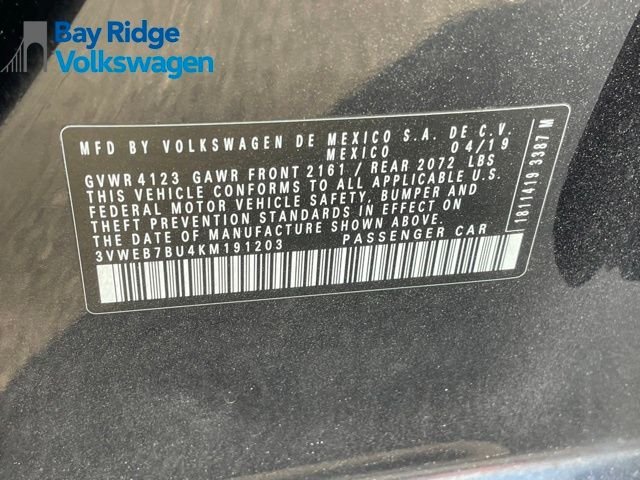 Bay Ridge
Volkswagen
MFD BY VOLKSWAGEN DE MEXICO S.A. DE C.V.
MEXICO 04/19
GVWR 4123 GAWR FRONT 2161 / REAR 2072 LBS
THIS VEHICLE CONFORMS TO ALL APPLICABLE U.S.
FEDERAL MOTOR VEHICLE SAFETY, BUMPER AND
THEFT PREVENTION STANDARDS IN EFFECT ON
THE DATE OF MANUFACTURE SHOWN ABOVE.
3VWEB7BU4KM191203 PASSENGER CAR
1811419 3387 M